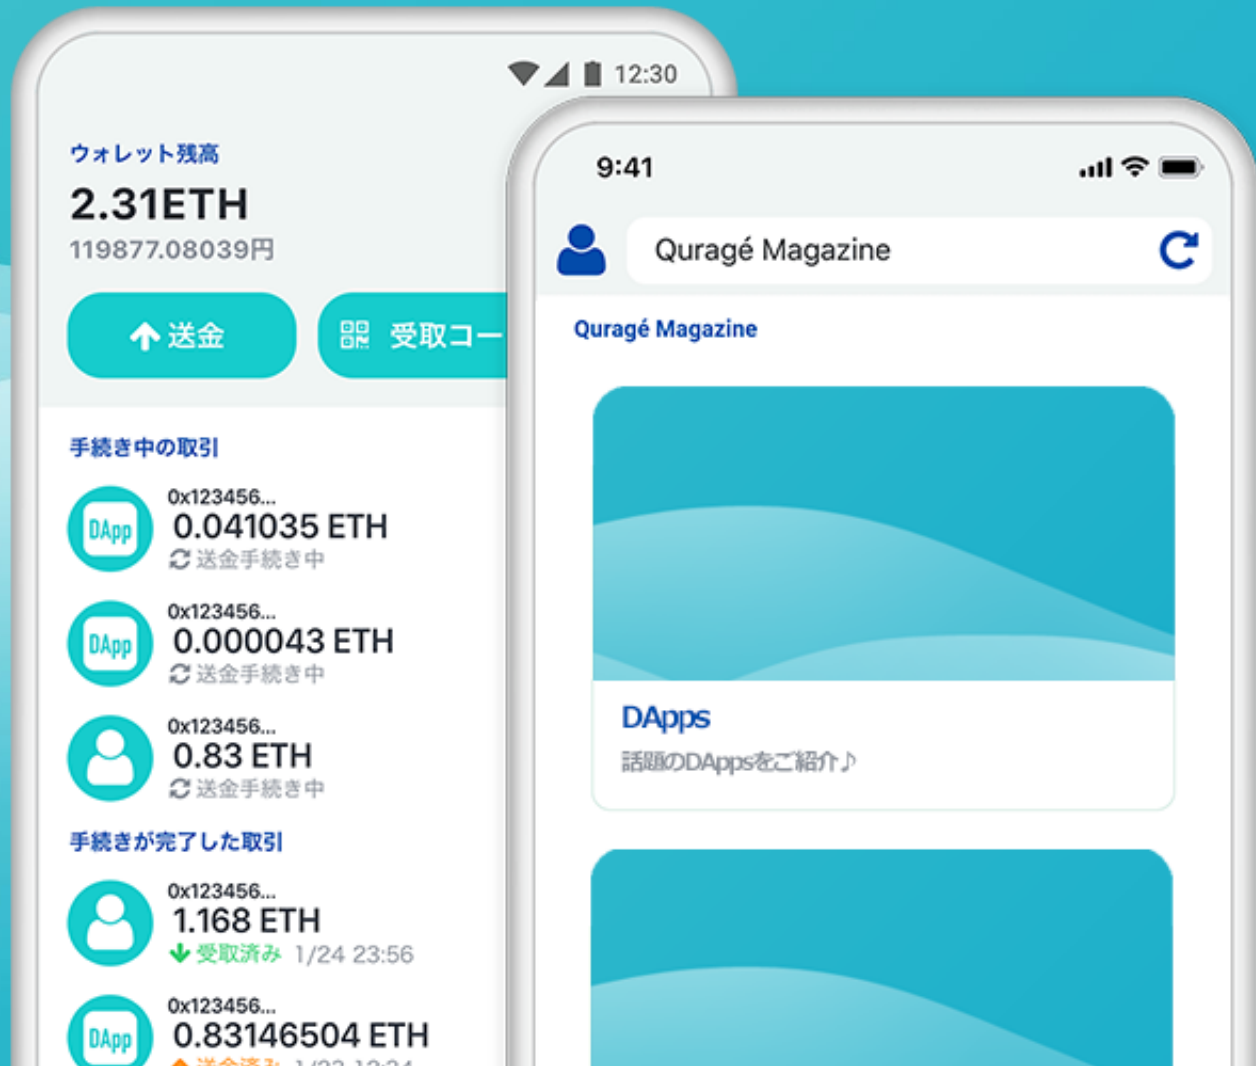 12:30
ウォレット残高
2.31ETH
119877.08039円
送金
受取コー
手続き中の取引
DApp
0x123456...
0.041035 ETH
送金手続き中
DApp
0x123456...
0.000043 ETH
送金手続き中
0x123456...
0.83 ETH
送金手続き中
手続きが完了した取引
0x123456...
1.168 ETH
受取済み 1/24 23:56
DApp
0x123456...
0.83146504 ETH
送金済み
9:41
Quragé Magazine
Quragé Magazine
DApps
話題のDAppsをご紹介♪